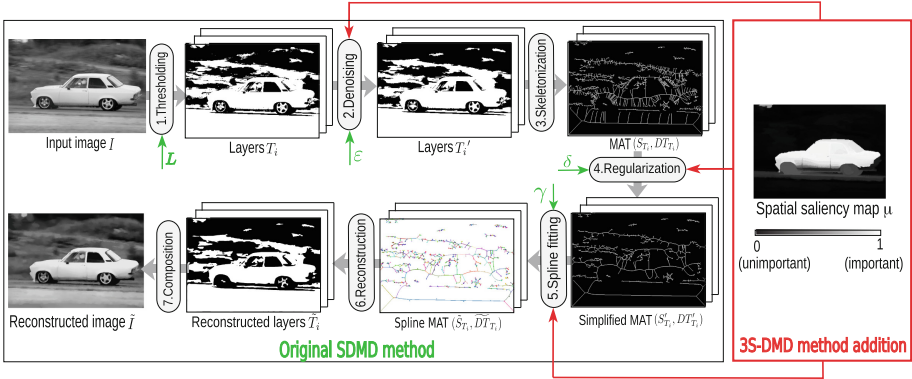 Input image I
1.Thresholding
L
Layers T_i
2.Denoising
ε
Layers T_i'
3.Skeletonization
MAT (S_{T_i}, DT_{T_i})
δ
4.Regularization
Simplified MAT (S'_{T_i}, DT'_{T_i})
γ
5.Spline fitting
Spline MAT (S̃_{T_i}, D̃T̃_{T_i})
6.Reconstruction
Reconstructed layers T̃_i
7.Composition
Reconstructed image Ĩ
Original SDMD method
Spatial saliency map μ
0 1
(unimportant) (important)
3S-DMD method addition